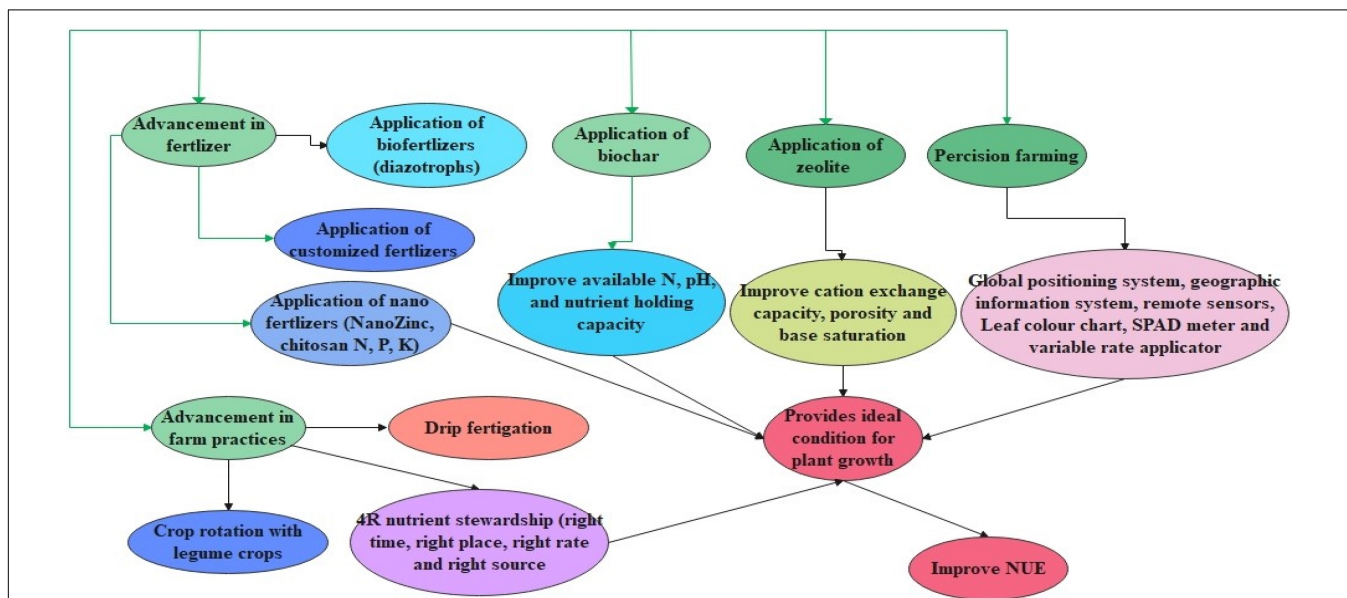 Advancement in
fertlizer
Application of
biofertlizers
(diazotrophs)
Application of
biochar
Application of
zeolite
Percision farming
Application of
customized fertlizers
Application of nano
fertlizers (NanoZinc,
chitosan N, P, K)
Improve available N, pH,
and nutrient holding
capacity
Improve cation exchange
capacity, porosity and
base saturation
Global positioning system, geographic
information system, remote sensors,
Leaf colour chart, SPAD meter and
variable rate applicator
Advancement in
farm practices
Drip fertigation
Provides ideal
condition for
plant growth
Crop rotation with
legume crops
4R nutrient stewardship (right
time, right place, right rate
and right source
Improve NUE